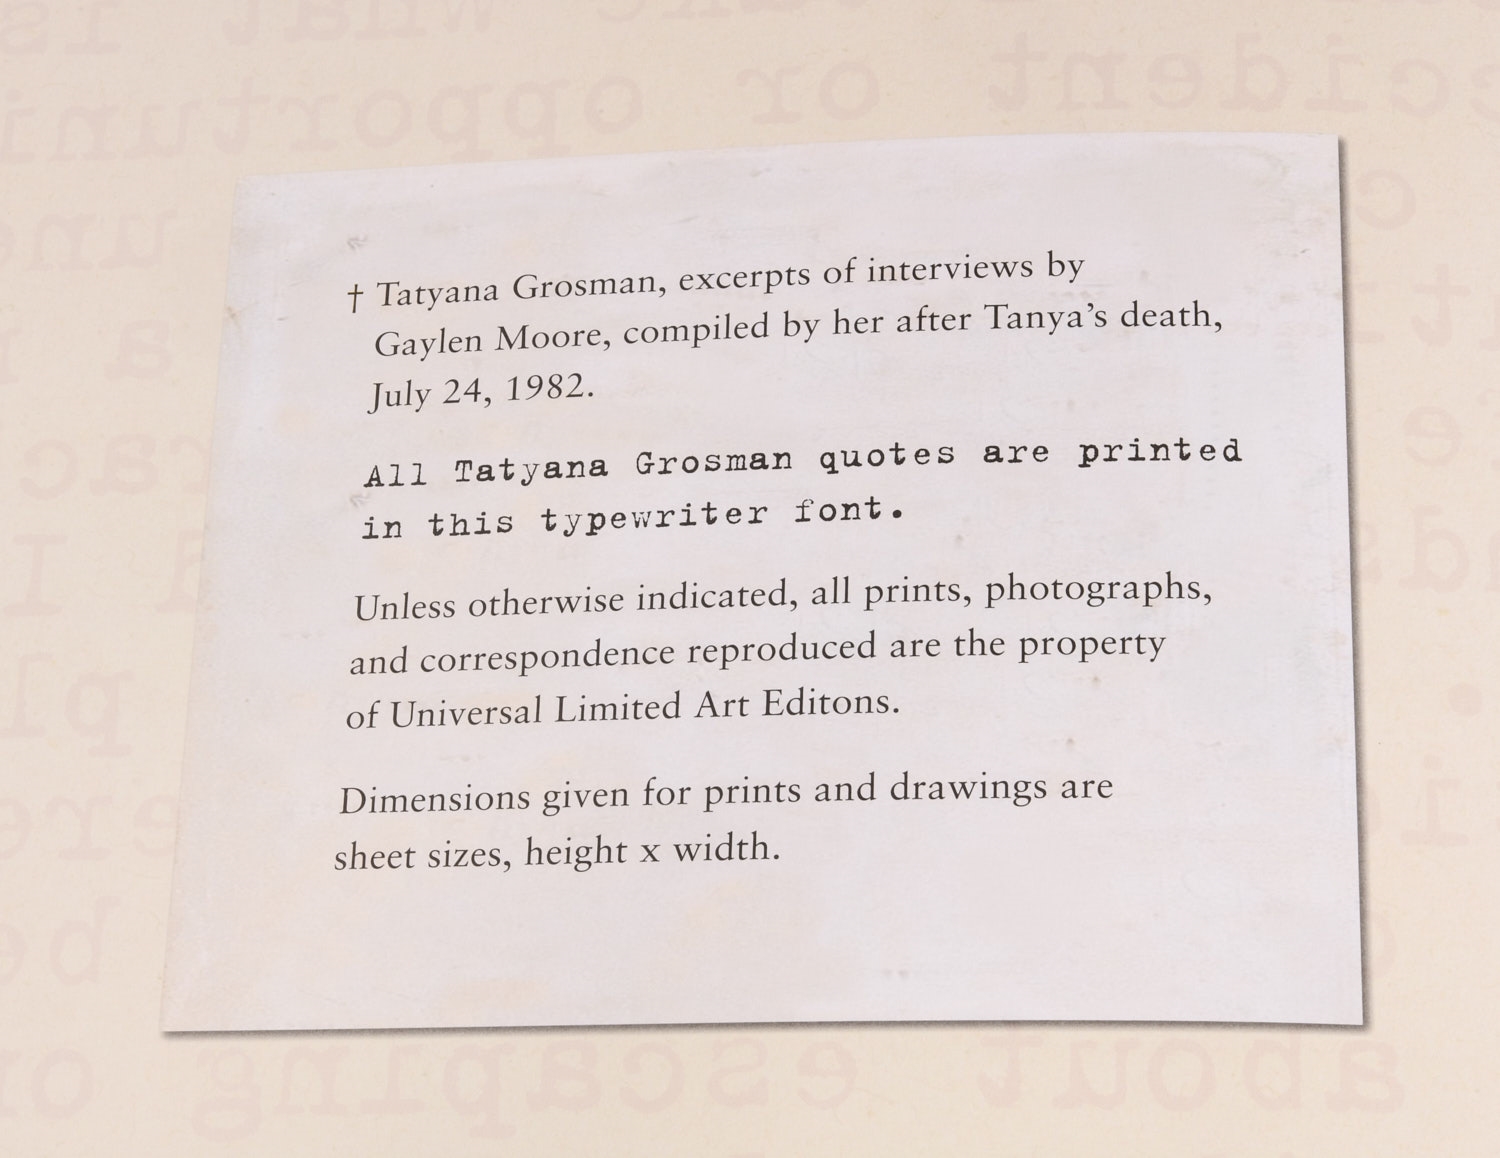 † Tatyana Grosman, excerpts of interviews by
Gaylen Moore, compiled by her after Tanya's death,
July 24, 1982.
All Tatyana Grosman quotes are printed
in this typewriter font.
Unless otherwise indicated, all prints, photographs,
and correspondence reproduced are the property
of Universal Limited Art Editons.
Dimensions given for prints and drawings are
sheet sizes, height x width.
about escaping